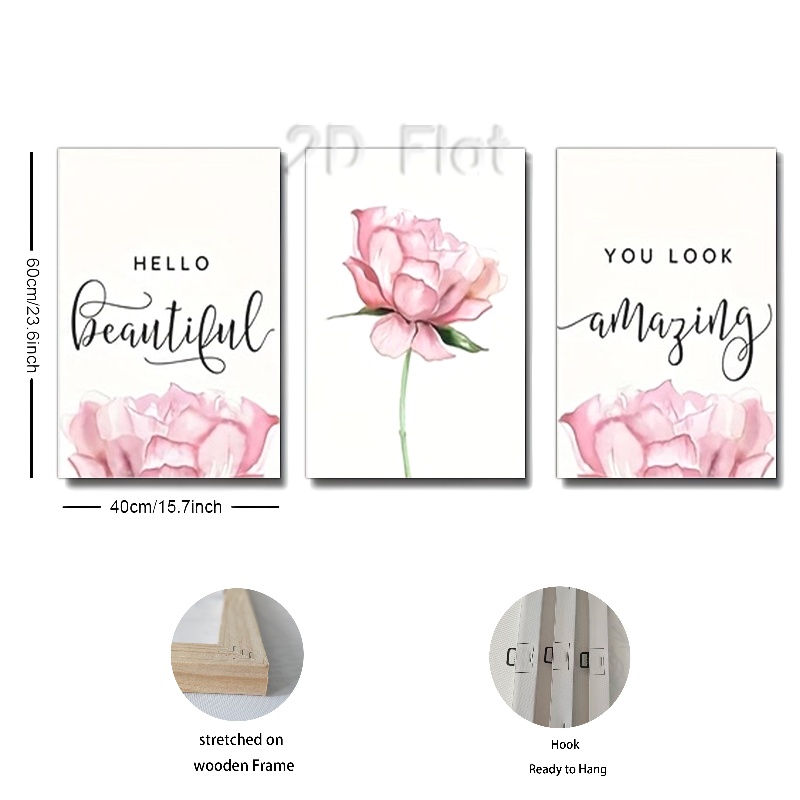 2D Flat
HELLO
beautiful
YOU LOOK
amazing
60cm/23.6inch
40cm/15.7inch
stretched on
wooden Frame
Hook
Ready to Hang